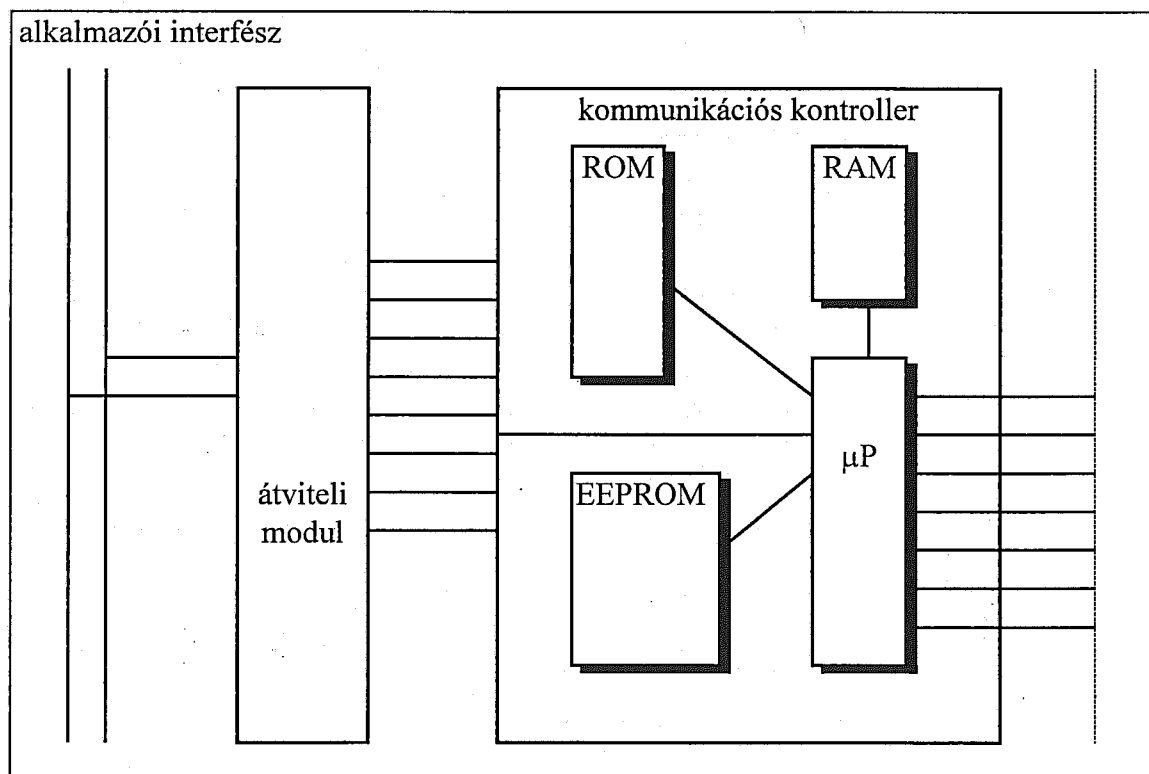 alkalmazói interfész
kommunikációs kontroller
ROM
RAM
μP
EEPROM
átviteli
modul